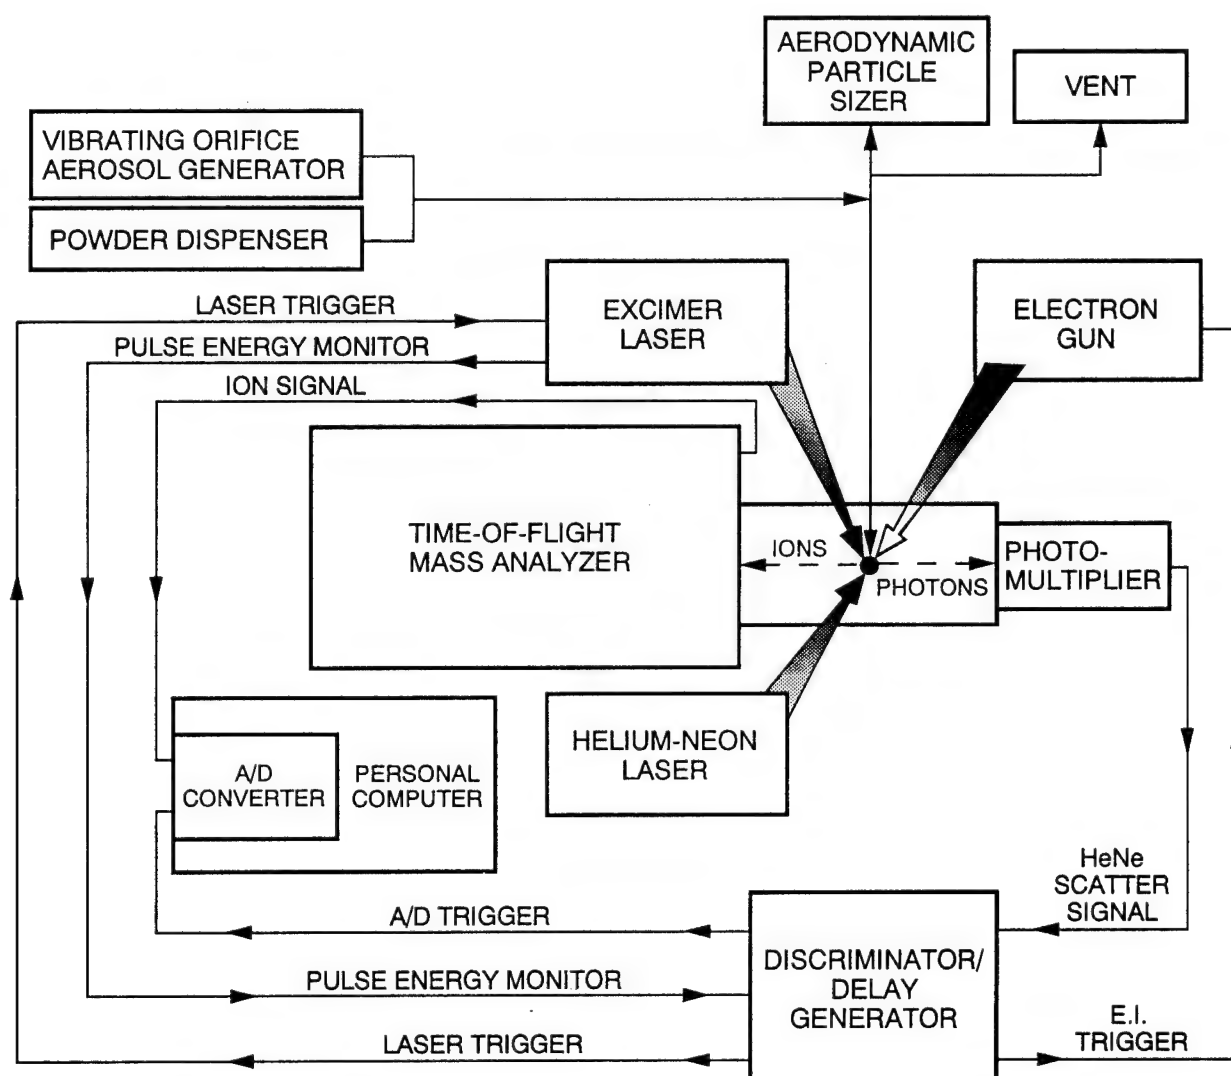 AERODYNAMIC
PARTICLE
SIZER
VENT
VIBRATING ORIFICE
AEROSOL GENERATOR
POWDER DISPENSER
LASER TRIGGER
EXCIMER
LASER
ELECTRON
GUN
PULSE ENERGY MONITOR
ION SIGNAL
TIME-OF-FLIGHT
MASS ANALYZER
IONS
PHOTONS
PHOTO-
MULTIPLIER
HELIUM-NEON
LASER
A/D
CONVERTER
PERSONAL
COMPUTER
HeNe
SCATTER
SIGNAL
A/D TRIGGER
DISCRIMINATOR/
DELAY
GENERATOR
PULSE ENERGY MONITOR
LASER TRIGGER
E.I.
TRIGGER